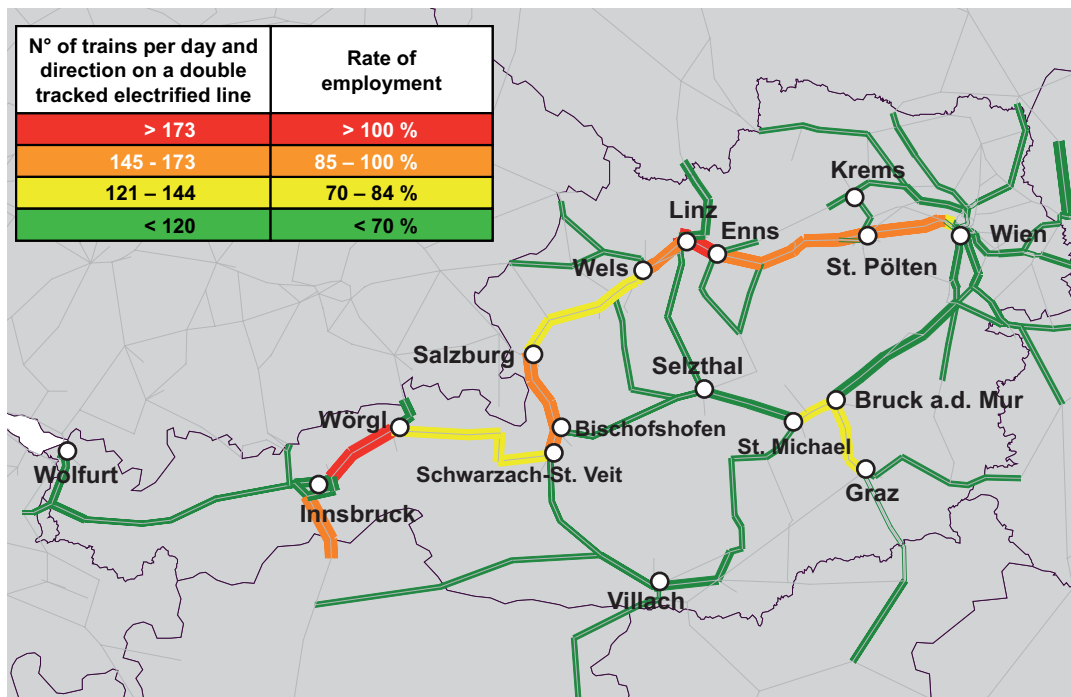 N° of trains per day and
direction on a double
tracked electrified line
Rate of
employment
> 173
> 100 %
145 - 173
85 – 100 %
121 – 144
70 – 84 %
< 120
< 70 %
Krems
Linz
Enns
Wien
St. Pölten
Wels
Salzburg
Selzthal
Bruck a.d. Mur
Wörgl
Bischofshofen
St. Michael
Wolfurt
Schwarzach-St. Veit
Graz
Innsbruck
Villach